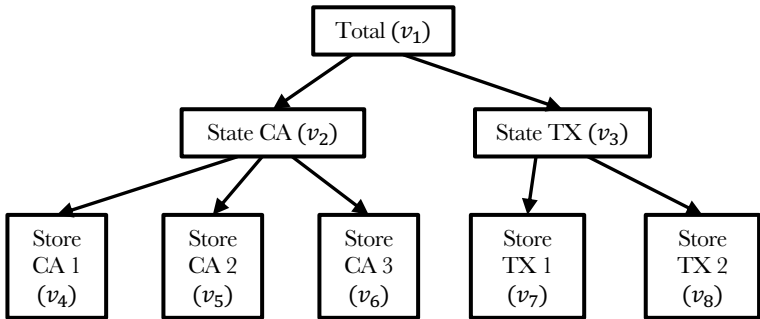 Total (v₁)
State CA (v₂)
State TX (v₃)
Store
CA 1
(v₄)
Store
CA 2
(v₅)
Store
CA 3
(v₆)
Store
TX 1
(v₇)
Store
TX 2
(v₈)